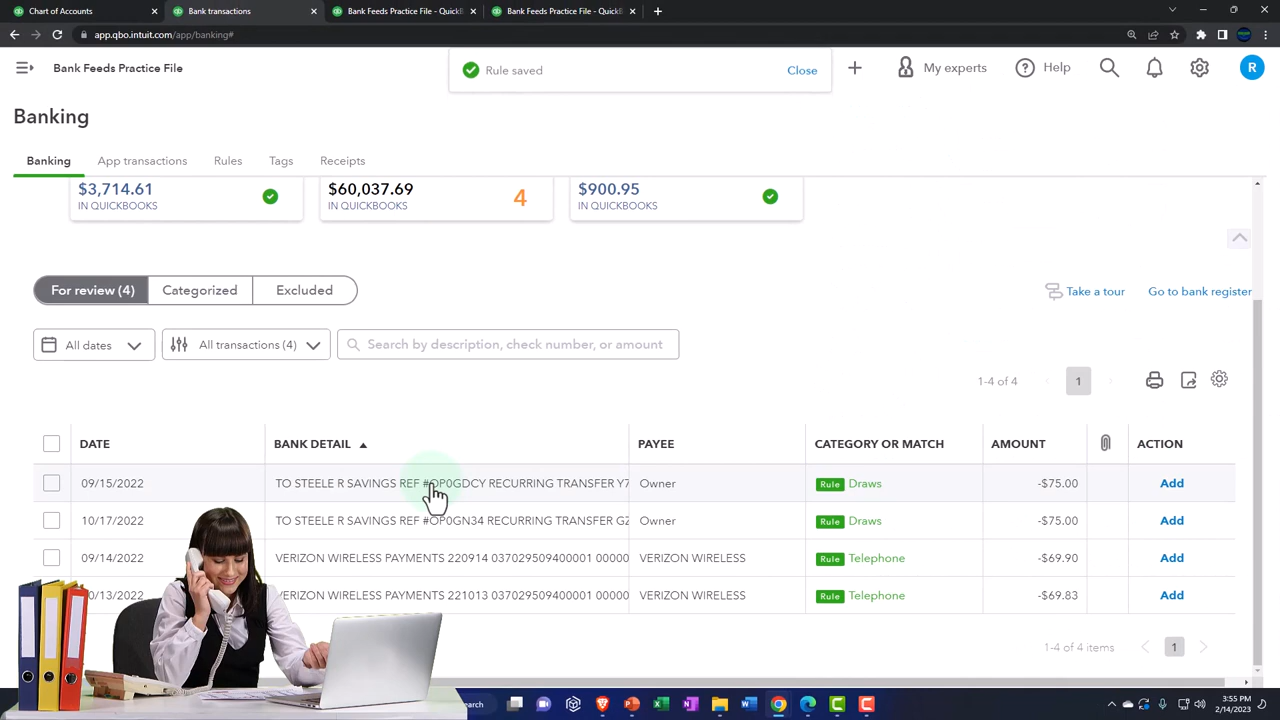 Chart of Accounts
Bank transactions
Bank Feeds Practice File - QuickB
Bank Feeds Practice File - QuickB
app.qbo.intuit.com/app/banking#
Bank Feeds Practice File
Rule saved
Close
My experts
Help
R
Banking
Banking
App transactions
Rules
Tags
Receipts
$3,714.61
IN QUICKBOOKS
$60,037.69
IN QUICKBOOKS
4
$900.95
IN QUICKBOOKS
For review (4)
Categorized
Excluded
Take a tour
Go to bank register
All dates
All transactions (4)
Search by description, check number, or amount
1-4 of 4
1
DATE BANK DETAIL PAYEE CATEGORY OR MATCH AMOUNT ACTION
09/15/2022 TO STEELE R SAVINGS REF #OP0GDCY RECURRING TRANSFER Y7 Owner Rule Draws -$75.00 Add
10/17/2022 TO STEELE R SAVINGS REF #OP0GN34 RECURRING TRANSFER GZ Owner Rule Draws -$75.00 Add
09/14/2022 VERIZON WIRELESS PAYMENTS 220914 037029509400001 00000 VERIZON WIRELESS Rule Telephone -$69.90 Add
0/13/2022 VERIZON WIRELESS PAYMENTS 221013 037029509400001 00000 VERIZON WIRELESS Rule Telephone -$69.83 Add
1-4 of 4 items
1
earch
3:55 PM
2/14/2023